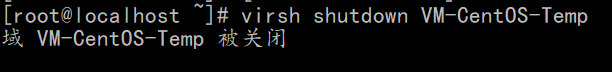 [root@localhost ~]# virsh shutdown VM-CentOS-Temp
域 VM-CentOS-Temp 被关闭